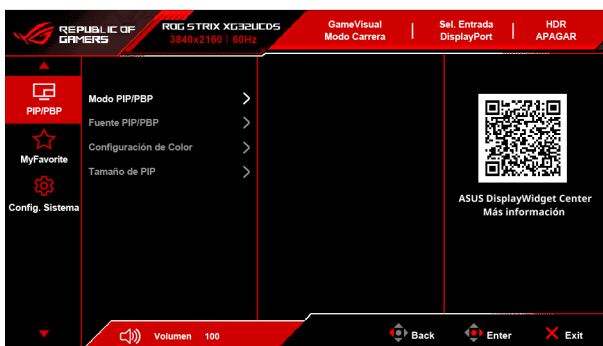 REPUBLIC OF
GAMERS
ROG STRIX XG32UCDS
3840x2160 | 60Hz
GameVisual
Modo Carrera
Sel. Entrada
DisplayPort
HDR
APAGAR
PIP/PBP
MyFavorite
Config. Sistema
Modo PIP/PBP
Fuente PIP/PBP
Configuración de Color
Tamaño de PIP
ASUS DisplayWidget Center
Más información
Volumen 100
Back
Enter
Exit